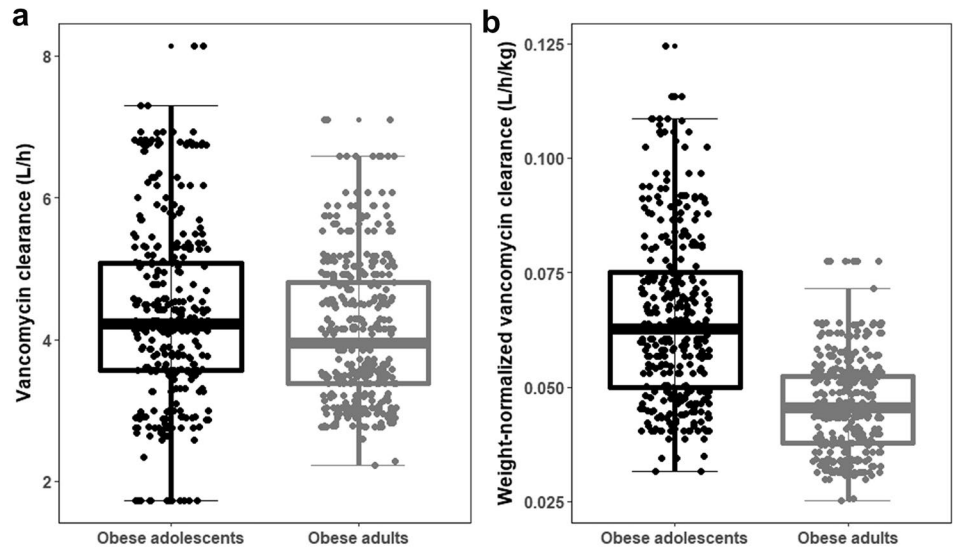 a
Vancomycin clearance (L/h)
8
6
4
2
Obese adolescents
Obese adults
b
Weight-normalized vancomycin clearance (L/h/kg)
0.125
0.100
0.075
0.050
0.025
Obese adolescents
Obese adults